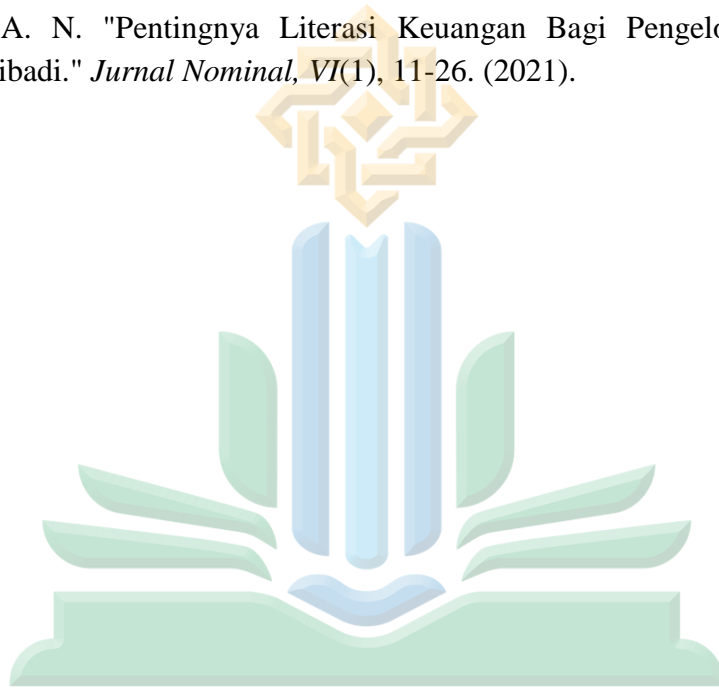 A. N. "Pentingnya Literasi Keuangan Bagi Pengelo
ibadi." Jurnal Nominal, VI(1), 11-26. (2021).